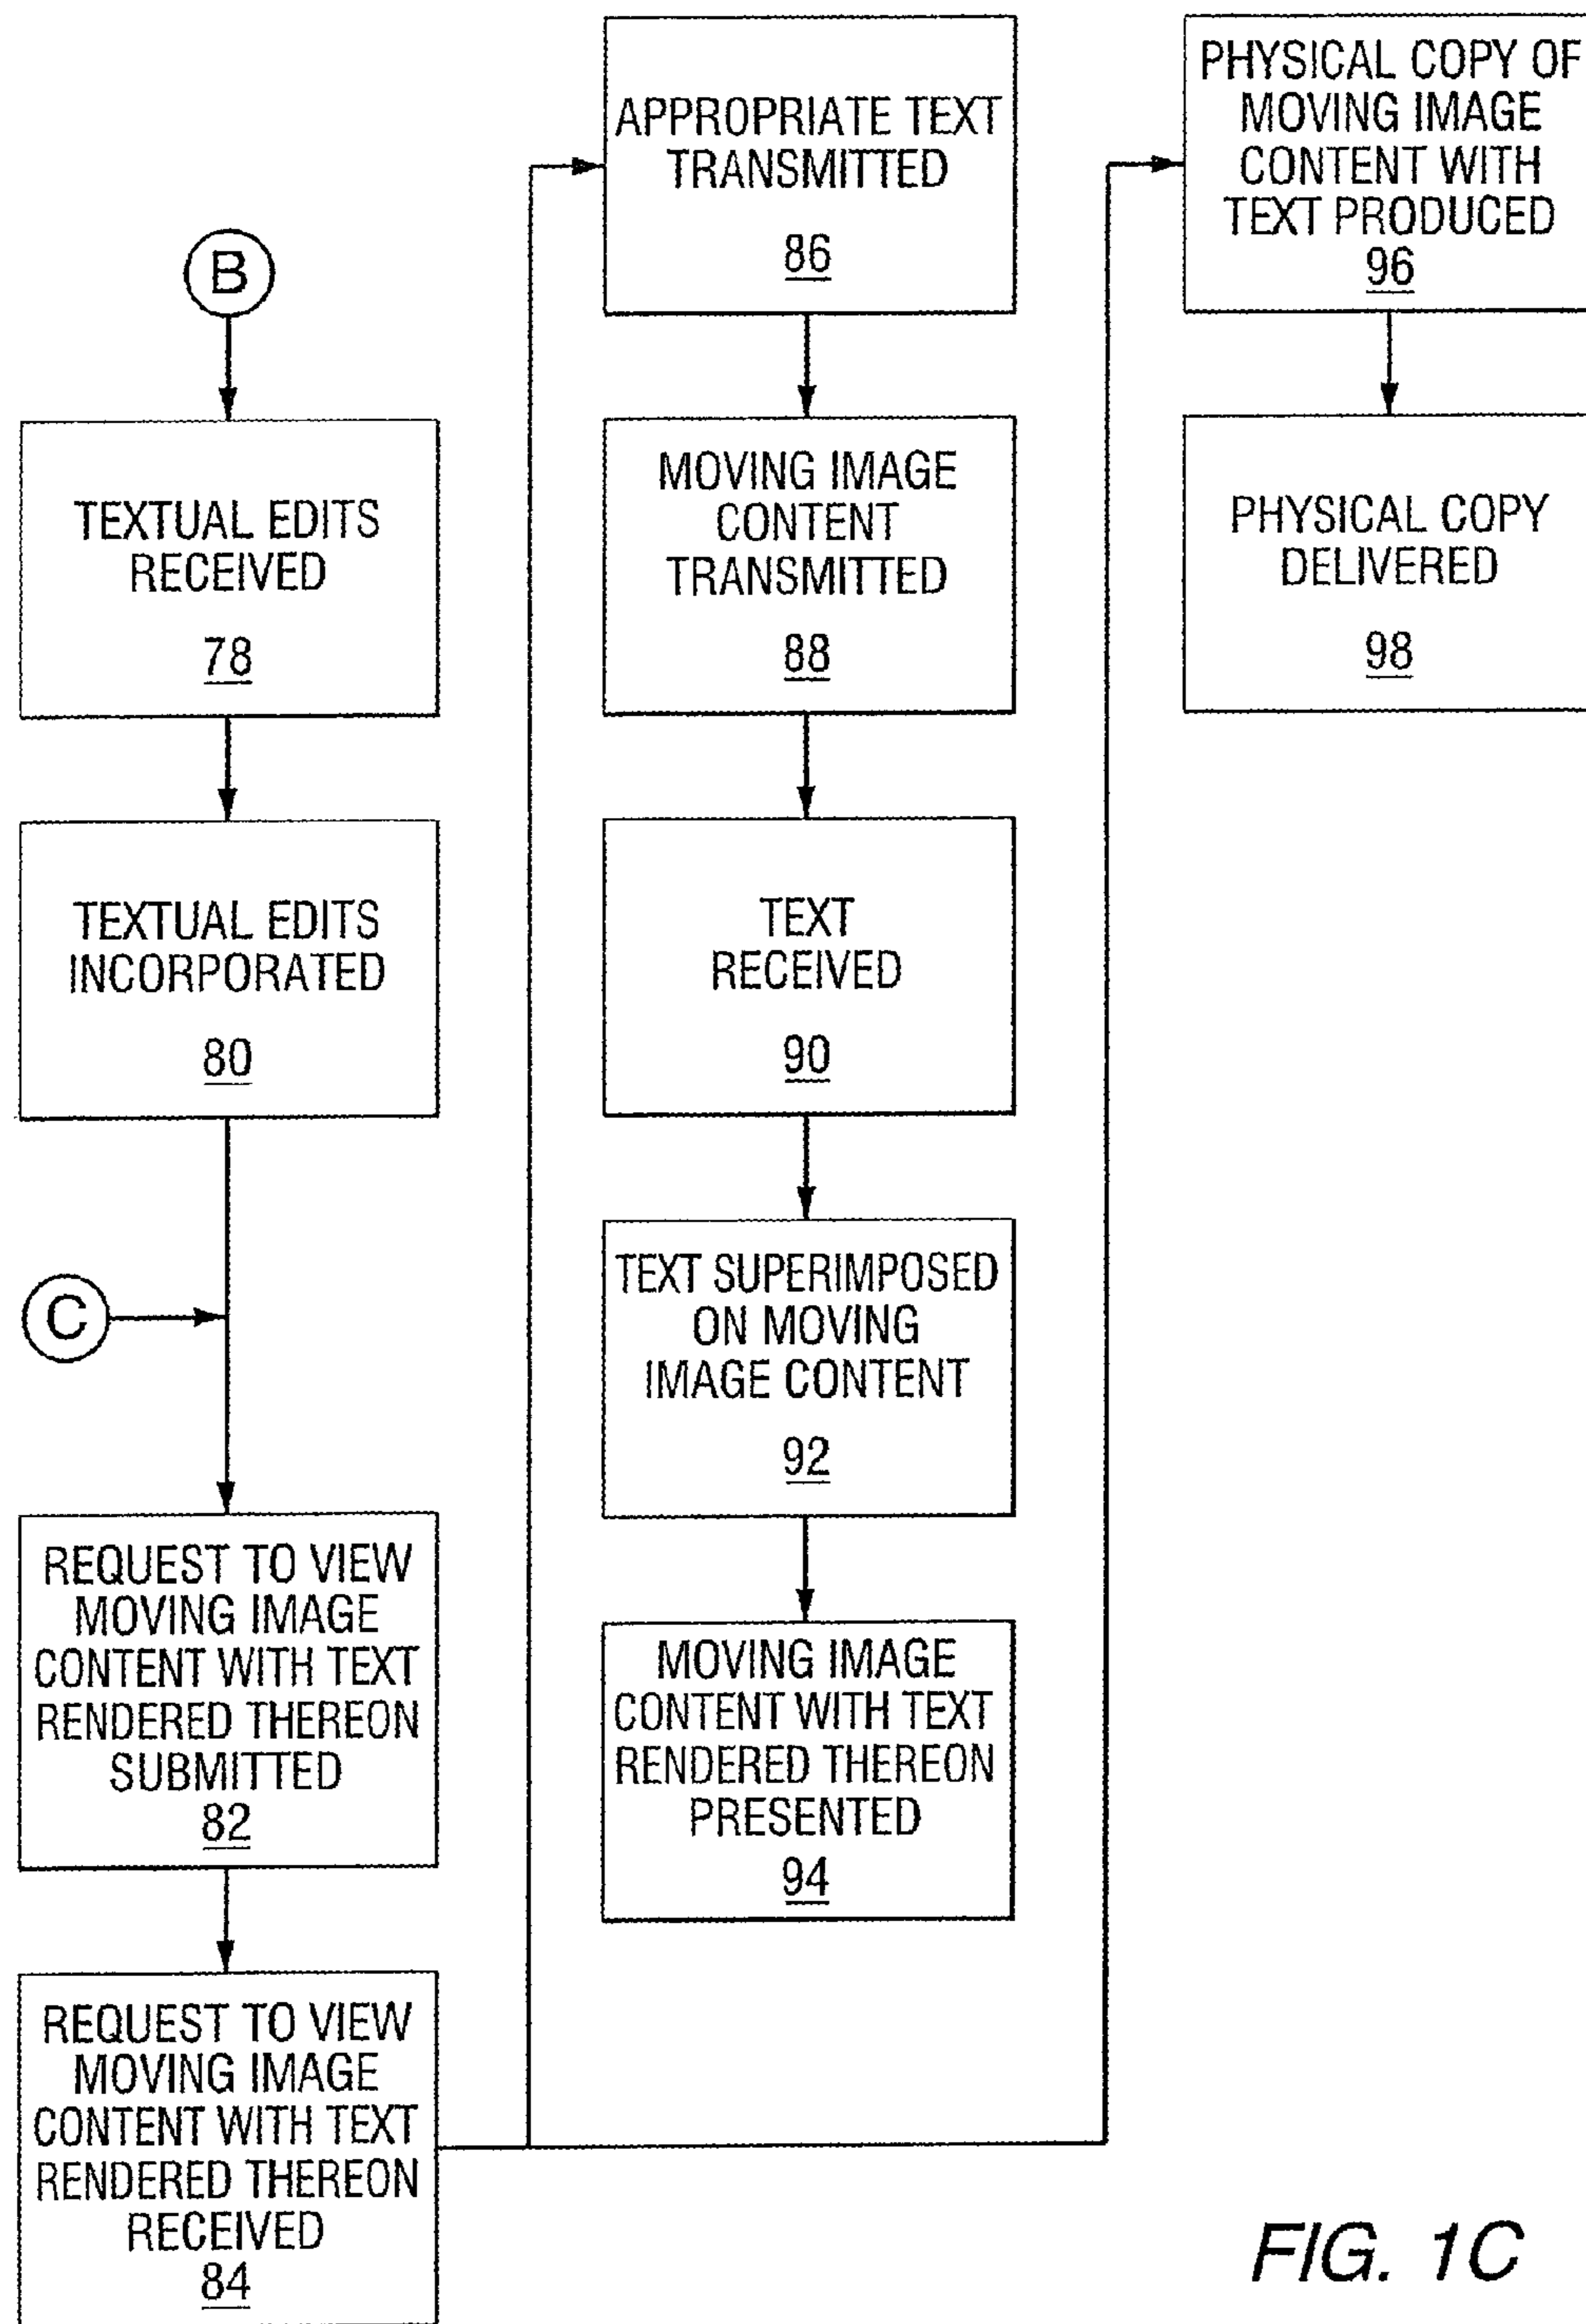 B
TEXTUAL EDITS
RECEIVED
78
TEXTUAL EDITS
INCORPORATED
80
C
REQUEST TO VIEW
MOVING IMAGE
CONTENT WITH TEXT
RENDERED THEREON
SUBMITTED
82
REQUEST TO VIEW
MOVING IMAGE
CONTENT WITH TEXT
RENDERED THEREON
RECEIVED
84
APPROPRIATE TEXT
TRANSMITTED
86
MOVING IMAGE
CONTENT
TRANSMITTED
88
TEXT
RECEIVED
90
TEXT SUPERIMPOSED
ON MOVING
IMAGE CONTENT
92
MOVING IMAGE
CONTENT WITH TEXT
RENDERED THEREON
PRESENTED
94
PHYSICAL COPY OF
MOVING IMAGE
CONTENT WITH
TEXT PRODUCED
96
PHYSICAL COPY
DELIVERED
98
FIG. 1C